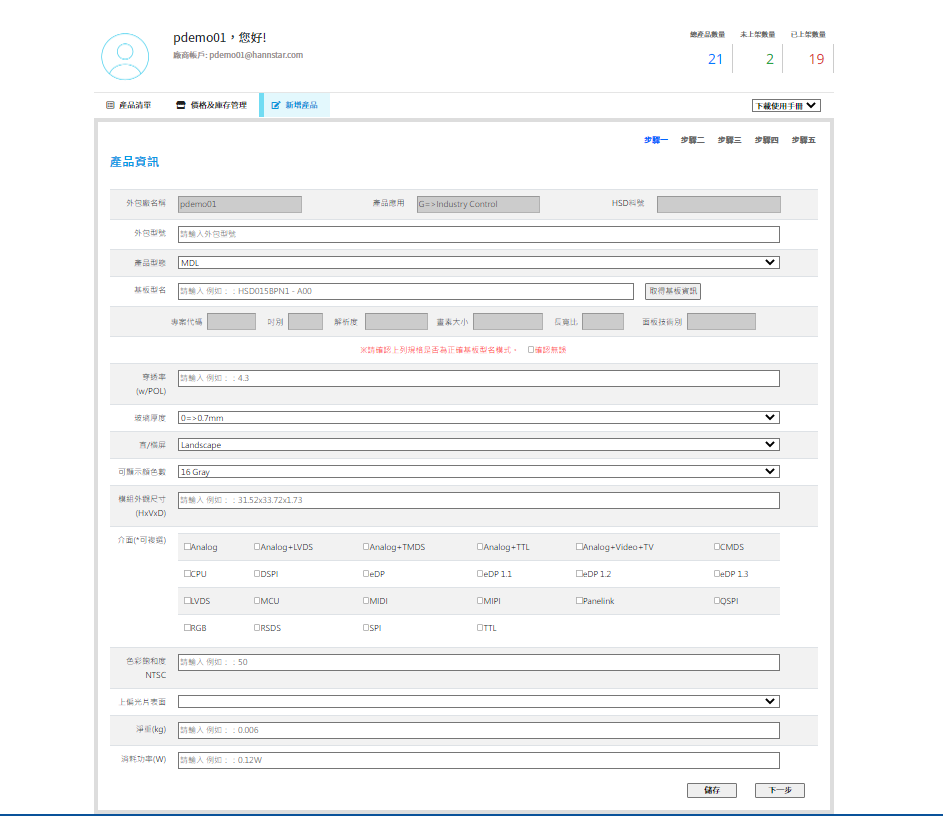 pdemo01，您好!
廠商帳戶: pdemo01@hannstar.com
總產品數量 未上架數量 已上架數量
21 2 19
產品清單 價格及庫存管理 新增產品 下載使用手冊
步驟一 步驟二 步驟三 步驟四 步驟五
產品資訊
外包廠名稱 pdemo01 產品應用 G=>Industry Control HSD料號
外包型號 請輸入外包型號
產品型態 MDL
基板型名 請輸入 例如：: HSD015BPN1 - A00 取得基板資訊
專案代碼 吋別 解析度 畫素大小 長寬比 面板技術別
※請確認上列規格是否為正確基板型名模式。 確認無誤
穿透率 請輸入 例如：: 4.3
(w/POL)
玻璃厚度 0=>0.7mm
直/橫屏 Landscape
可顯示顏色數 16 Gray
模組外觀尺寸 請輸入 例如：: 31.52x33.72x1.73
(HxVxD)
介面(*可複選) Analog Analog+LVDS Analog+TMDS Analog+TTL Analog+Video+TV CMDS
CPU DSPI eDP eDP 1.1 eDP 1.2 eDP 1.3
LVDS MCU MIDI MIPI Panelink QSPI
RGB RSDS SPI TTL
色彩飽和度 請輸入 例如：: 50
NTSC
上偏光片表面
淨重(kg) 請輸入 例如：: 0.006
消耗功率(W) 請輸入 例如：: 0.12W
儲存 下一步